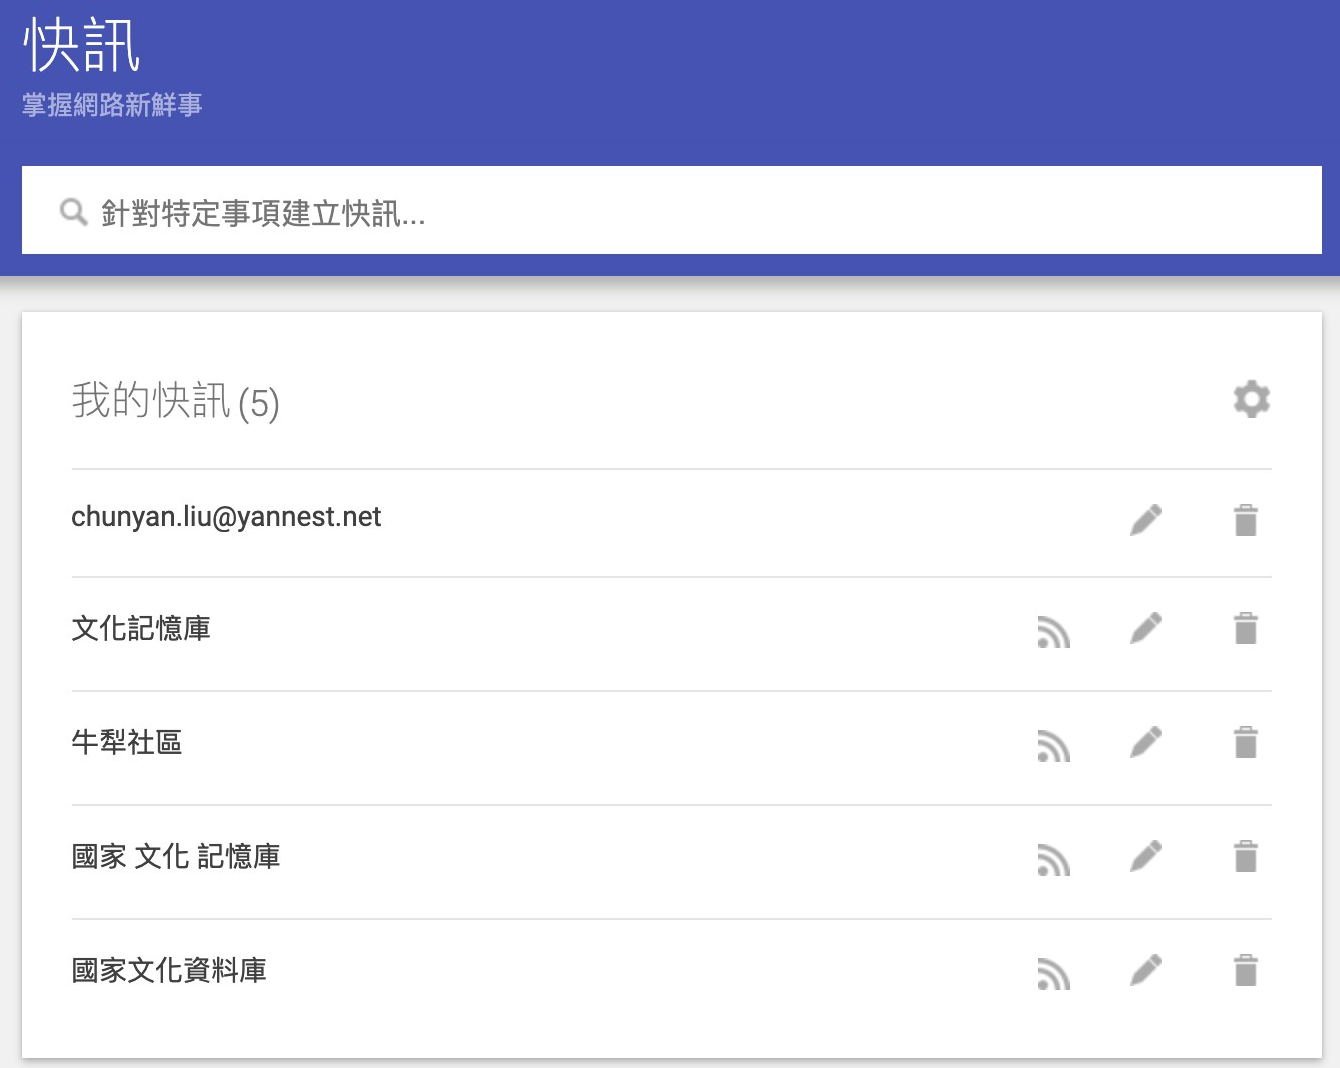 快訊
掌握網路新鮮事
針對特定事項建立快訊...
我的快訊 (5)
chunyan.liu@yannest.net
文化記憶庫
牛犁社區
國家 文化 記憶庫
國家文化資料庫